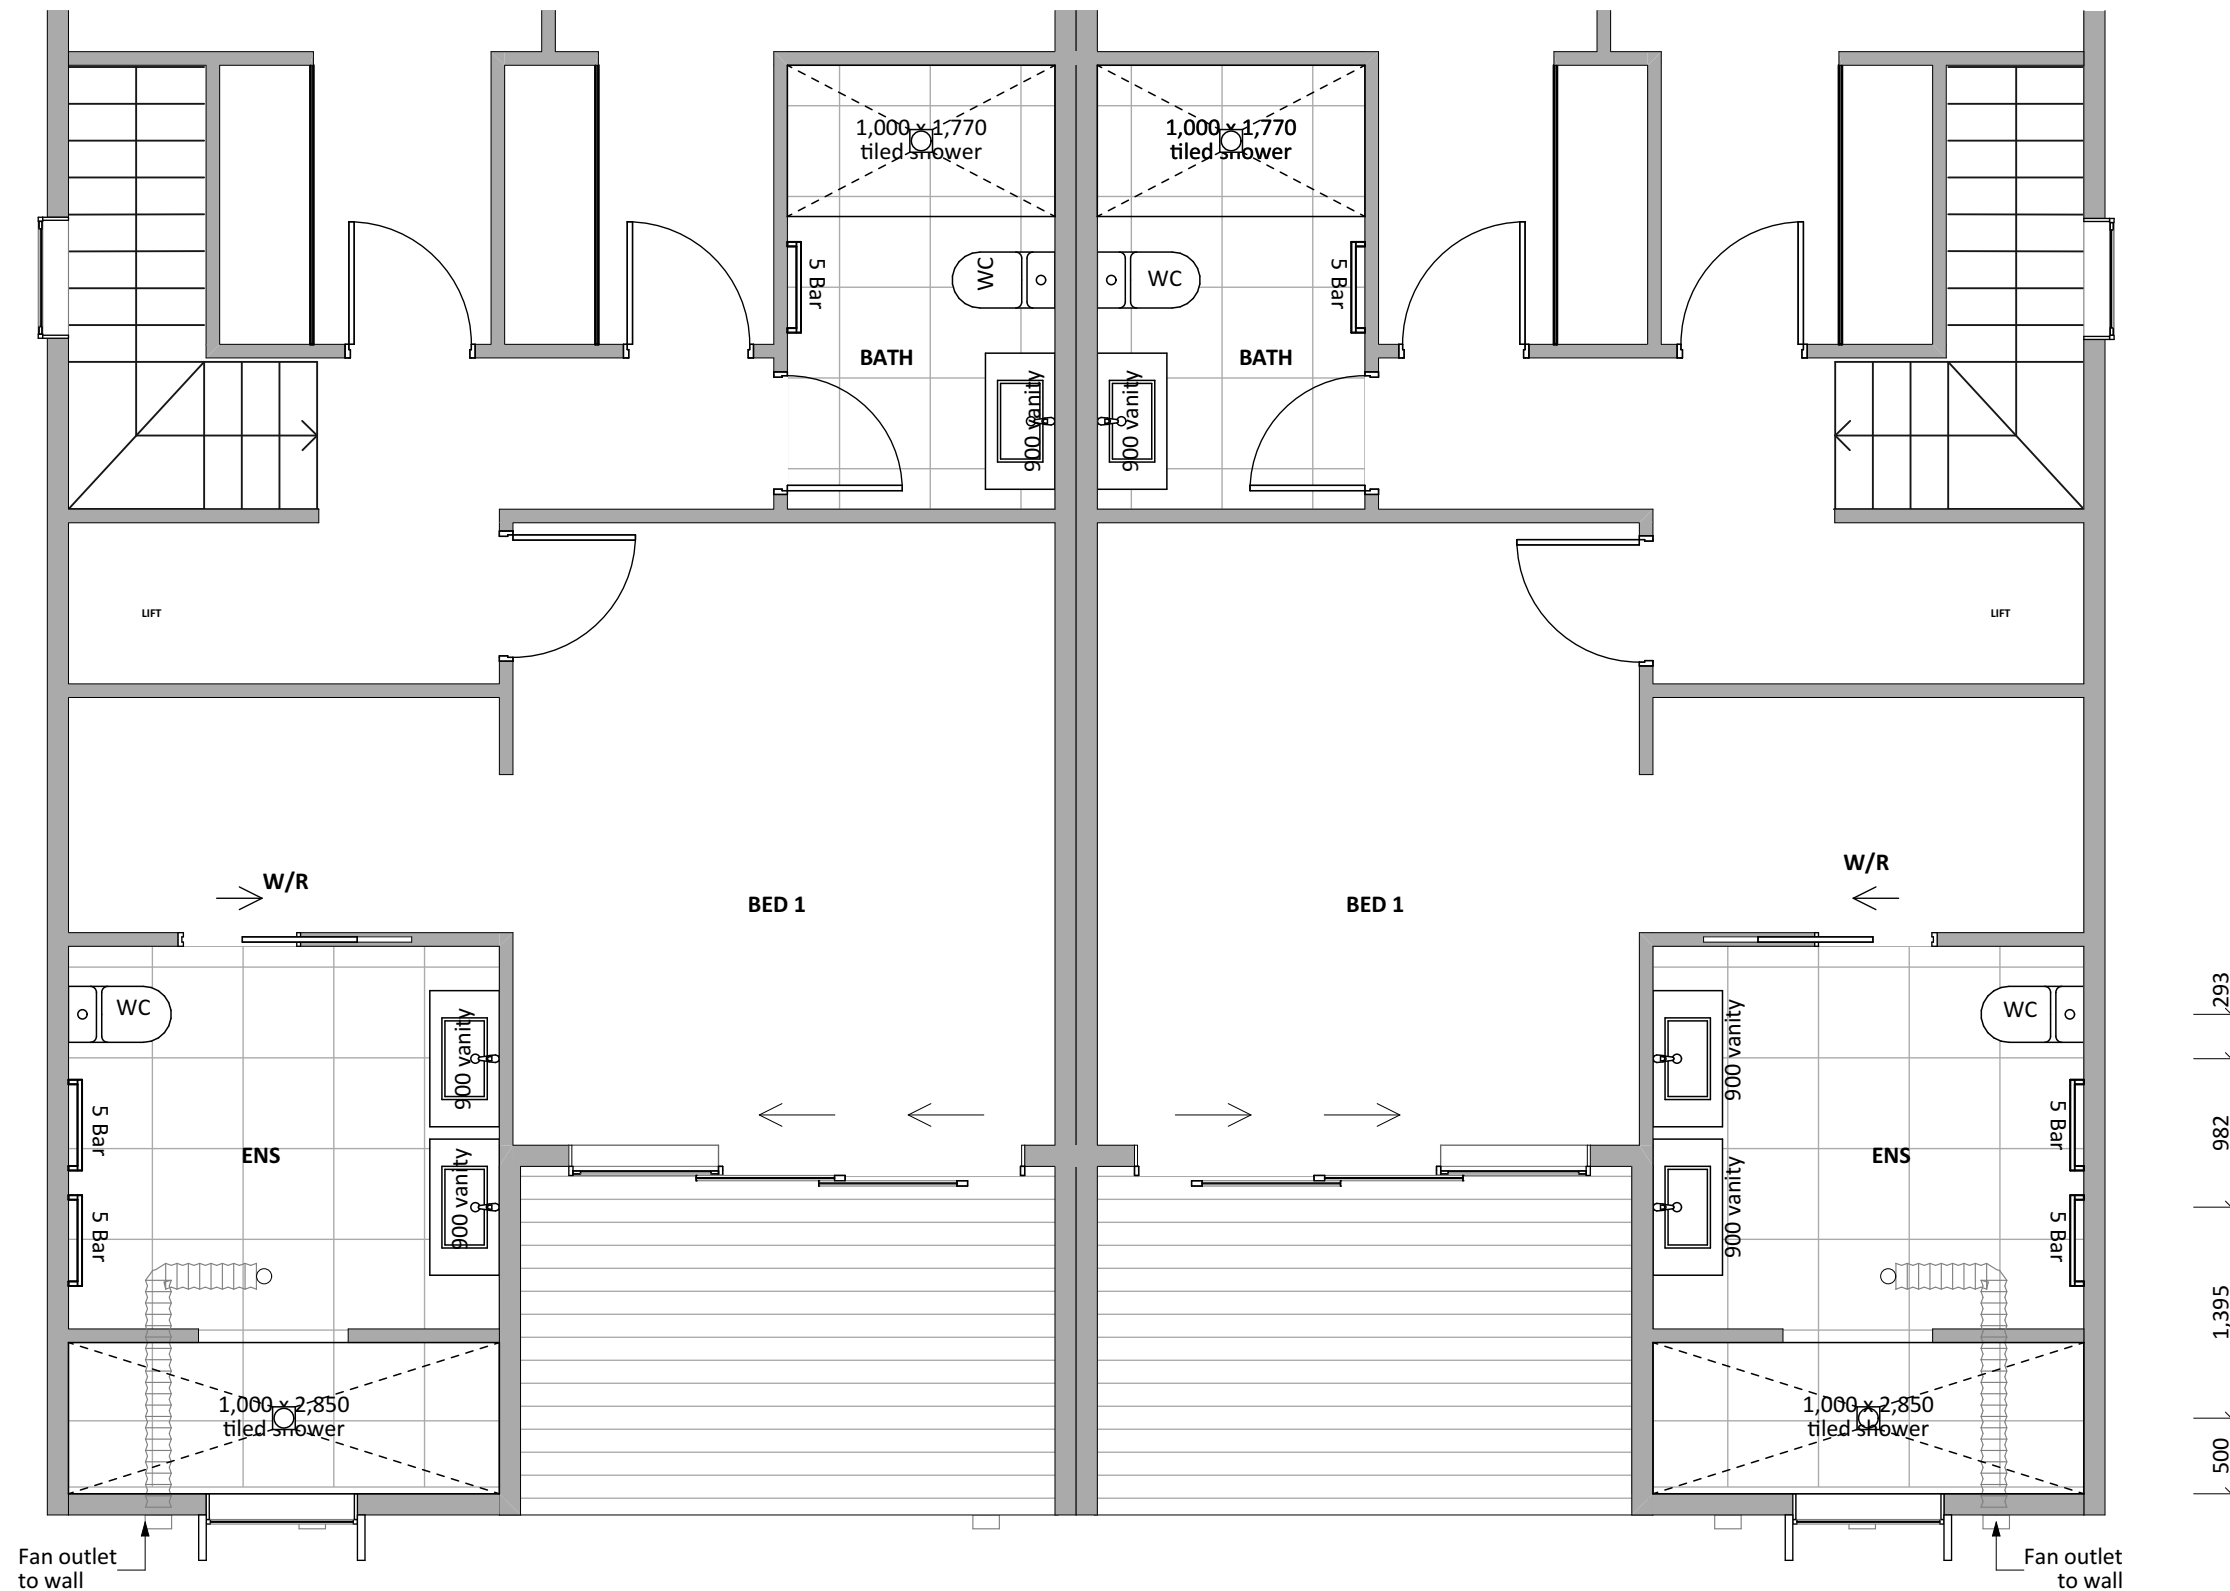 1,000 x 1,770
tiled shower
1,000 x 1,770
tiled shower
5 Bar
WC
WC
5 Bar
BATH
BATH
900 vanity
900 vanity
LIFT
LIFT
W/R
W/R
BED 1
BED 1
WC
WC
900 vanity
900 vanity
293
5 Bar
5 Bar
982
ENS
ENS
900 vanity
900 vanity
5 Bar
5 Bar
1,395
1,000 x 2,850
tiled shower
1,000 x 2,850
tiled shower
500
Fan outlet
to wall
Fan outlet
to wall